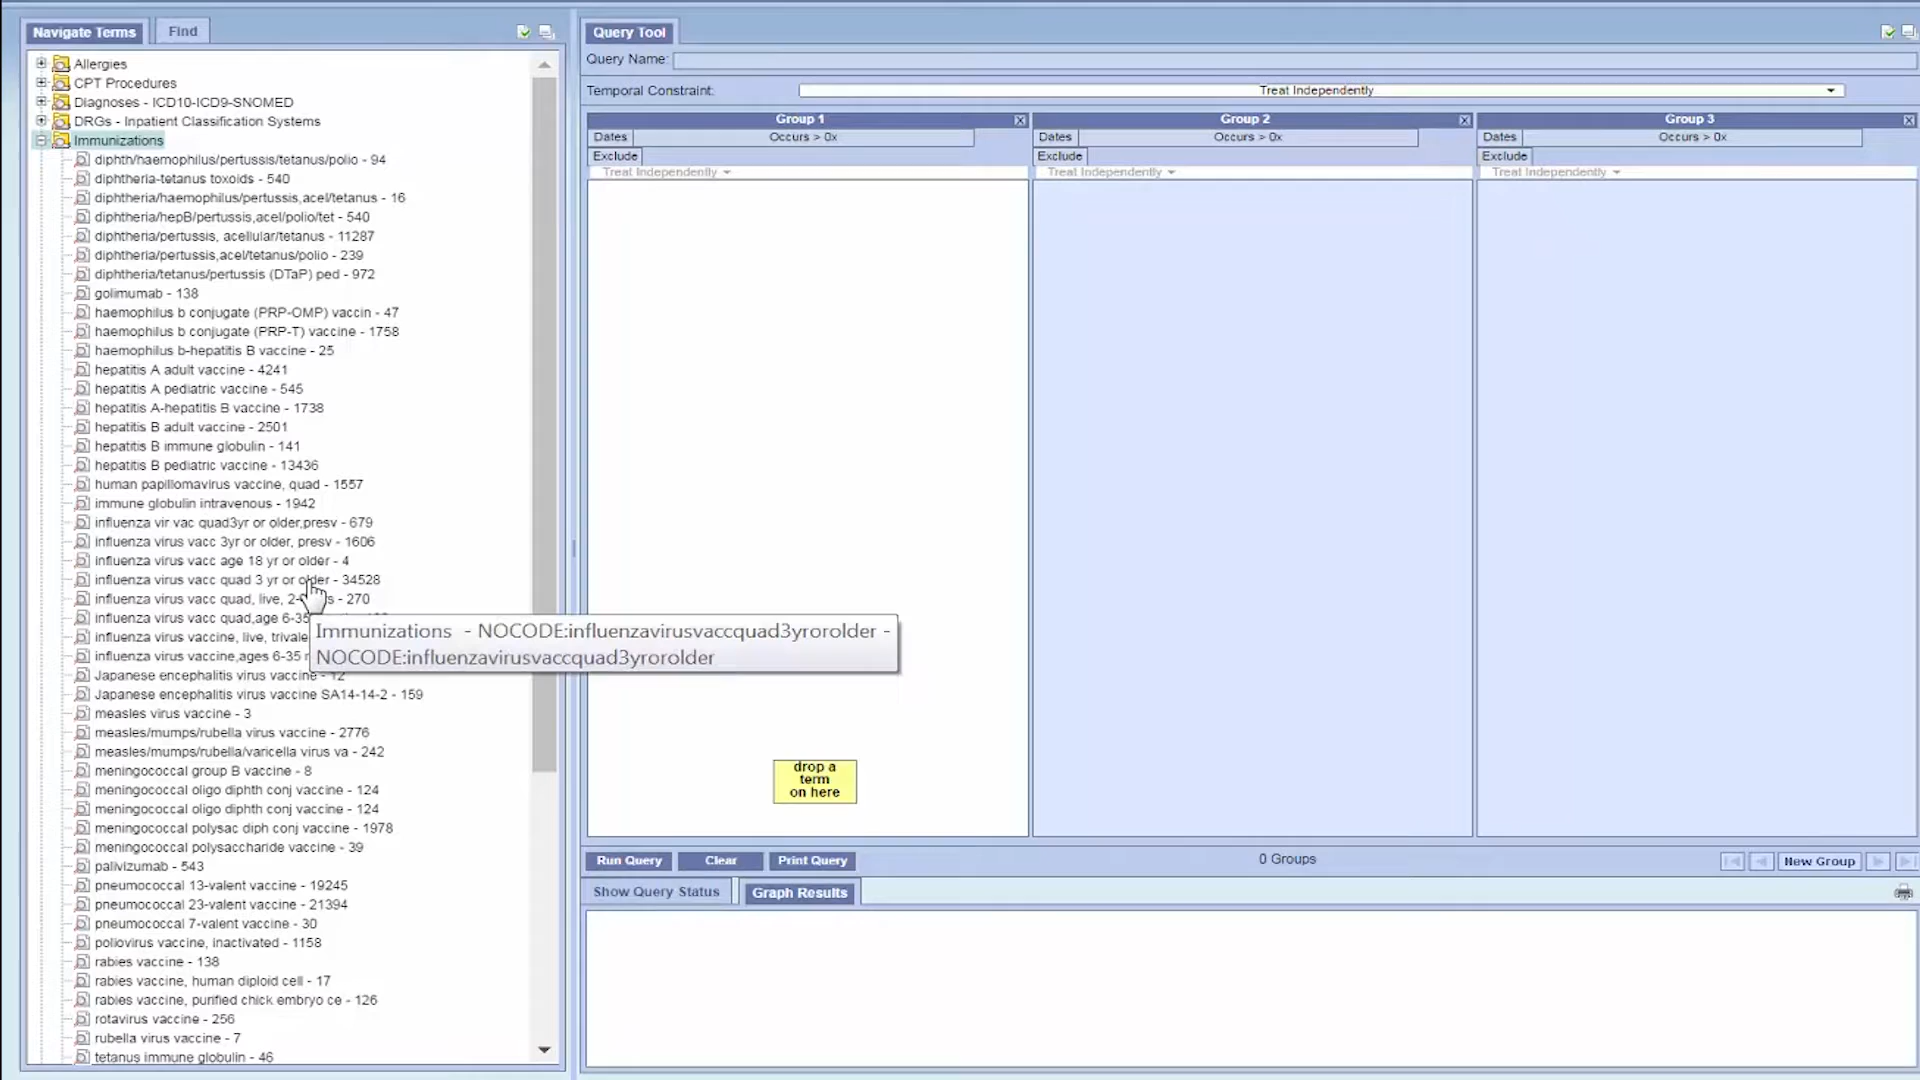 Navigate Terms
Find
Allergies
CPT Procedures
Diagnoses - ICD10-ICD9-SNOMED
DRGs - Inpatient Classification Systems
Immunizations
diphth/haemophilus/pertussis/tetanus/polio - 94
diphtheria-tetanus toxoids - 540
diphtheria/haemophilus/pertussis,acel/tetanus - 16
diphtheria/hepB/pertussis,acel/polio/tet - 540
diphtheria/pertussis, acellular/tetanus - 11287
diphtheria/pertussis,acel/tetanus/polio - 239
diphtheria/tetanus/pertussis (DTaP) ped - 972
golimumab - 138
haemophilus b conjugate (PRP-OMP) vaccin - 47
haemophilus b conjugate (PRP-T) vaccine - 1758
haemophilus b-hepatitis B vaccine - 25
hepatitis A adult vaccine - 4241
hepatitis A pediatric vaccine - 545
hepatitis A-hepatitis B vaccine - 1738
hepatitis B adult vaccine - 2501
hepatitis B immune globulin - 141
hepatitis B pediatric vaccine - 13436
human papillomavirus vaccine, quad - 1557
immune globulin intravenous - 1942
influenza vir vac quad3yr or older,presv - 679
influenza virus vacc 3yr or older, presv - 1606
influenza virus vacc age 18 yr or older - 4
influenza virus vacc quad 3 yr or older - 34528
influenza virus vacc quad, live, 2- - 270
influenza virus vacc quad,age 6-35
influenza virus vaccine, live, trivale
influenza virus vaccine,ages 6-35
Japanese encephalitis virus vaccine - 12
Japanese encephalitis virus vaccine SA14-14-2 - 159
measles virus vaccine - 3
measles/mumps/rubella virus vaccine - 2776
measles/mumps/rubella/varicella virus va - 242
meningococcal group B vaccine - 8
meningococcal oligo diphth conj vaccine - 124
meningococcal oligo diphth conj vaccine - 124
meningococcal polysac diph conj vaccine - 1978
meningococcal polysaccharide vaccine - 39
palivizumab - 543
pneumococcal 13-valent vaccine - 19245
pneumococcal 23-valent vaccine - 21394
pneumococcal 7-valent vaccine - 30
poliovirus vaccine, inactivated - 1158
rabies vaccine - 138
rabies vaccine, human diploid cell - 17
rabies vaccine, purified chick embryo ce - 126
rotavirus vaccine - 256
rubella virus vaccine - 7
tetanus immune globulin - 46
Immunizations - NOCODE:influenzavirusvaccquad3yrorolder -
NOCODE:influenzavirusvaccquad3yrorolder
Query Tool
Query Name:
Temporal Constraint: Treat Independently
Group 1
Dates Occurs > 0x
Exclude
Treat Independently
drop a
term
on here
Group 2
Dates Occurs > 0x
Exclude
Treat Independently
Group 3
Dates Occurs > 0x
Exclude
Treat Independently
Run Query Clear Print Query 0 Groups New Group
Show Query Status Graph Results